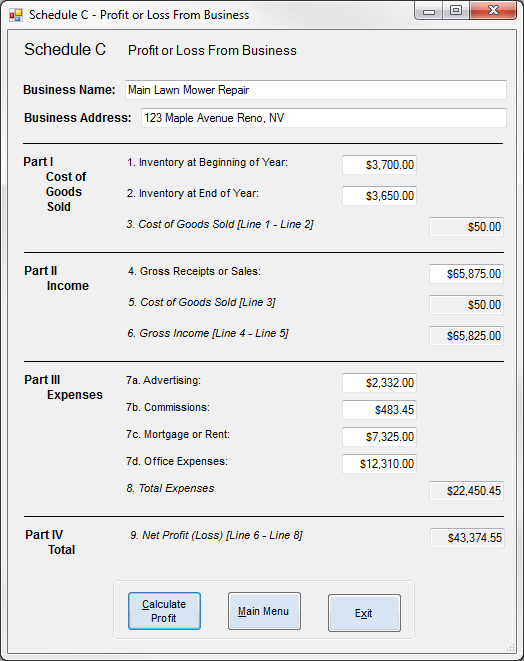 Schedule C - Profit or Loss From Business
Schedule C Profit or Loss From Business
Business Name: Main Lawn Mower Repair
Business Address: 123 Maple Avenue Reno, NV
Part I 1. Inventory at Beginning of Year: $3,700.00
Cost of
Goods 2. Inventory at End of Year: $3,650.00
Sold
3. Cost of Goods Sold [Line 1 - Line 2] $50.00
Part II 4. Gross Receipts or Sales: $65,875.00
Income
5. Cost of Goods Sold [Line 3] $50.00
6. Gross Income [Line 4 - Line 5] $65,825.00
Part III 7a. Advertising: $2,332.00
Expenses
7b. Commissions: $483.45
7c. Mortgage or Rent: $7,325.00
7d. Office Expenses: $12,310.00
8. Total Expenses $22,450.45
Part IV 9. Net Profit (Loss) [Line 6 - Line 8] $43,374.55
Total
Calculate
Profit
Main Menu
Exit